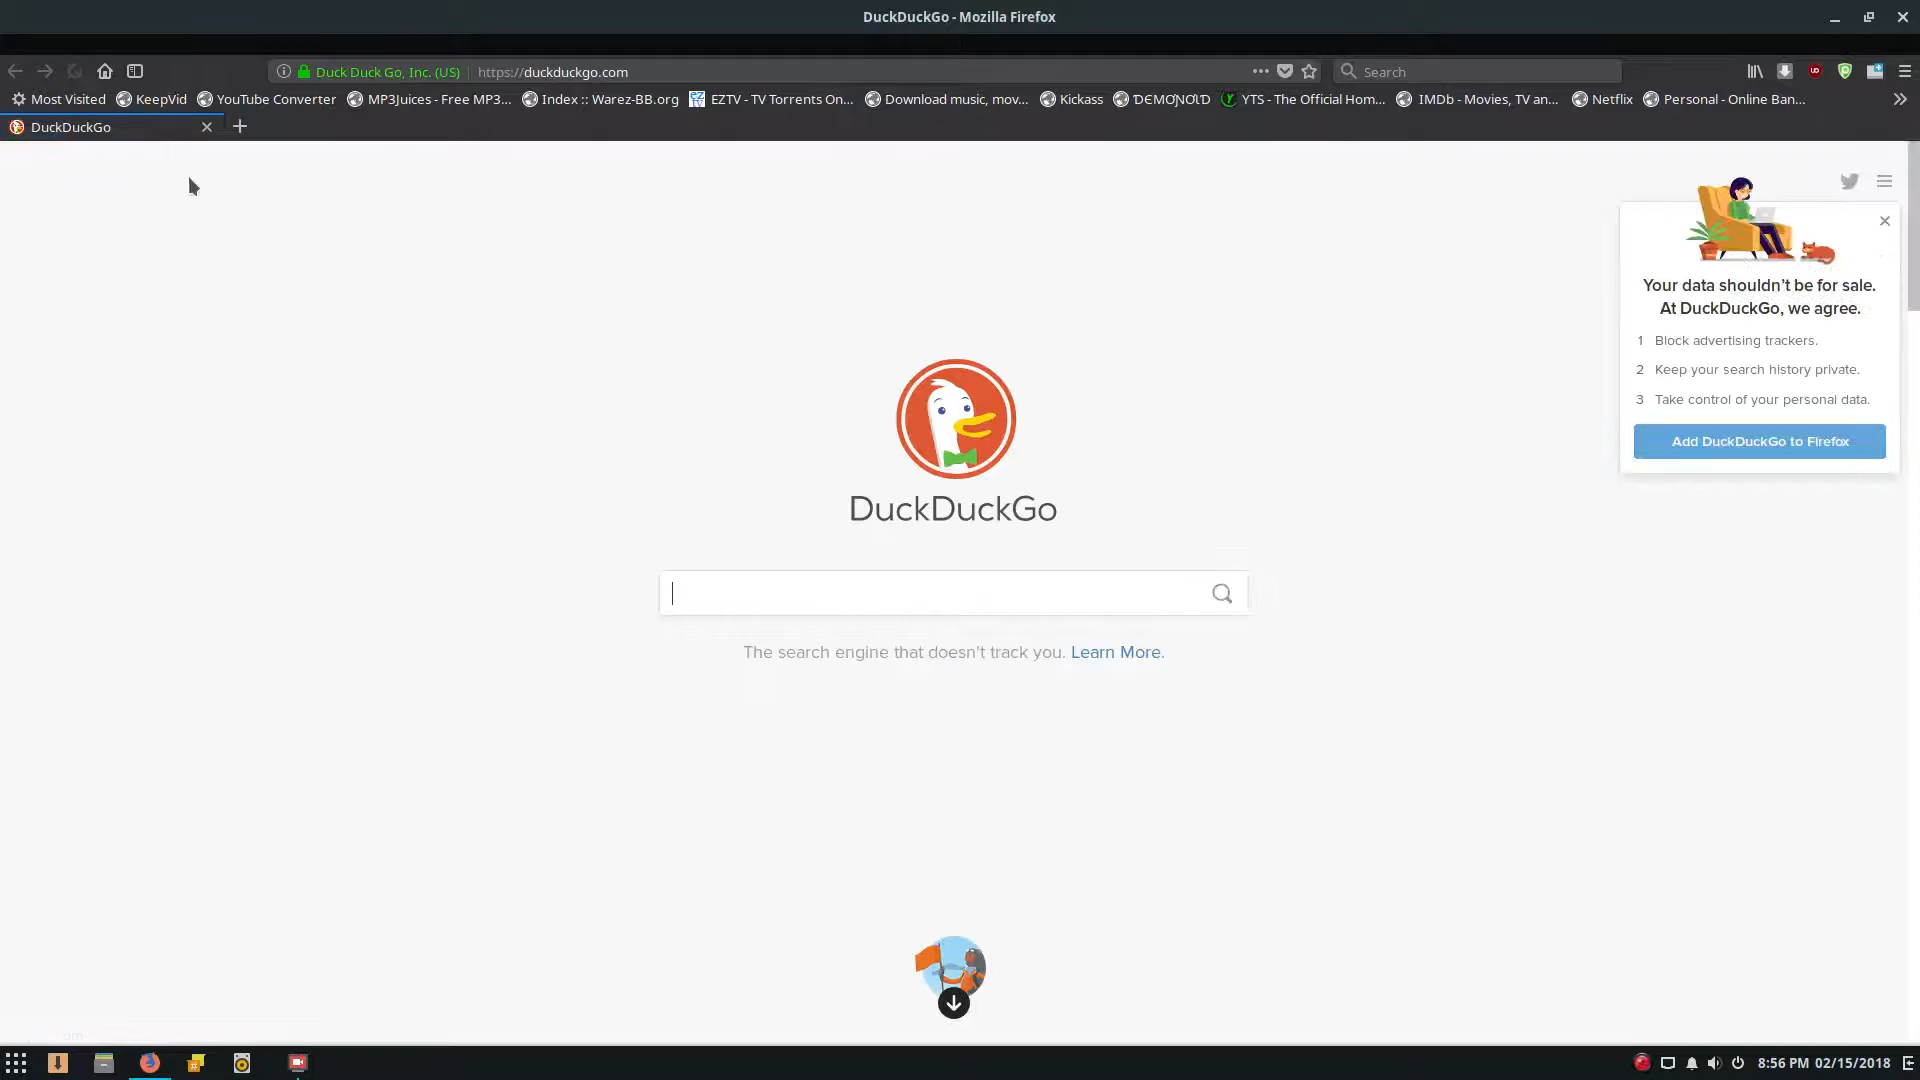 DuckDuckGo - Mozilla Firefox
Duck Duck Go, Inc. (US) https://duckduckgo.com Search
Most Visited KeepVid YouTube Converter MP3Juices - Free MP3... Index :: Warez-BB.org EZTV - TV Torrents On... Download music, mov... Kickass ƊЄMƠƝƠƖƊ YTS - The Official Hom... IMDb - Movies, TV an... Netflix Personal - Online Ban...
DuckDuckGo
Your data shouldn't be for sale.
At DuckDuckGo, we agree.
1 Block advertising trackers.
2 Keep your search history private.
3 Take control of your personal data.
Add DuckDuckGo to Firefox
DuckDuckGo
The search engine that doesn't track you. Learn More.
8:56 PM 02/15/2018